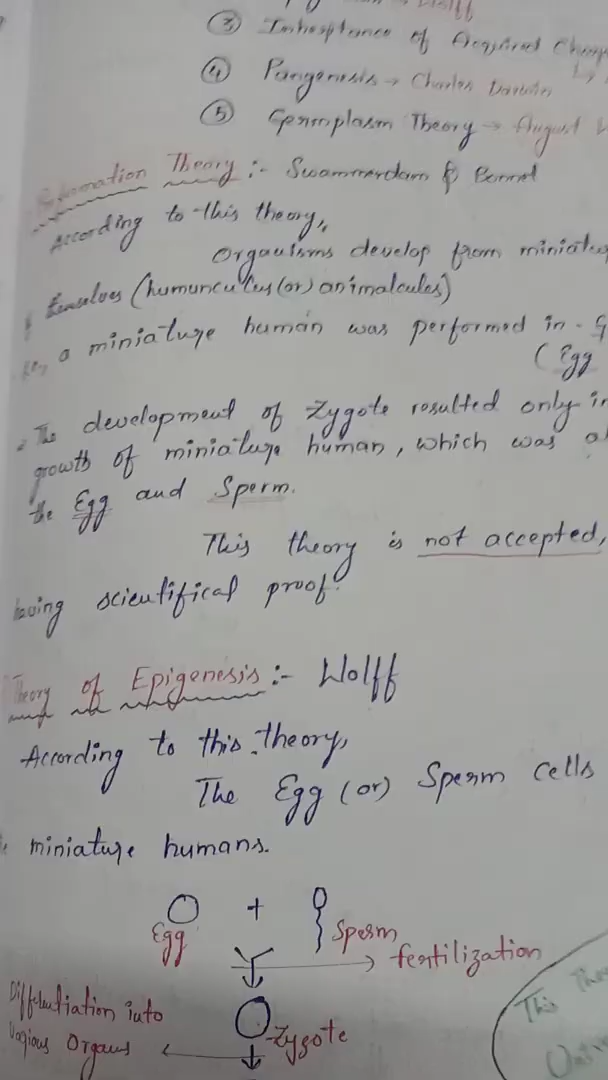 → Wolff
③ Inheritance of Acquired
④ Pangenesis → Charles Darwin
⑤ Germplasm Theory → August
Theory :- Swammerdam & Bonnet
According to this theory,
Organisms develop from
(humunculus (or) animalcules)
a miniature human was performed in
(Egg
The development of Zygote resulted only in
growth of miniature human, which was
the Egg and Sperm.
This theory is not accepted,
having scientifical proof.
Theory of Epigenesis :- Wolff
According to this theory,
The Egg (or) Sperm cells
miniature humans.
+
Egg
Sperm
→ fertilization
Differentiation into
Various Organs ←
Zygote
This